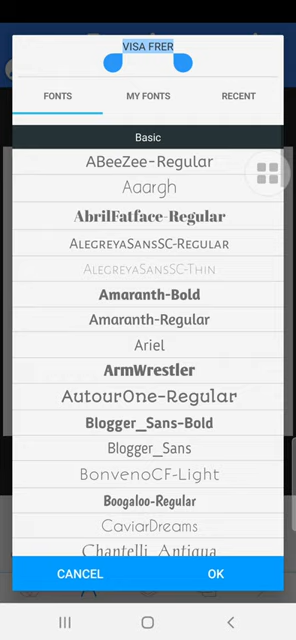 VISA FRER
FONTS
MY FONTS
RECENT
Basic
ABeeZee-Regular
Aaargh
AbrilFatface-Regular
AlegreyaSansSC-Regular
AlegreyaSansSC-Thin
Amaranth-Bold
Amaranth-Regular
Ariel
ArmWrestler
AutourOne-Regular
Blogger_Sans-Bold
Blogger_Sans
BonvenoCF-Light
Boogaloo-Regular
CaviarDreams
Chantelli_Antiqua
CANCEL
OK